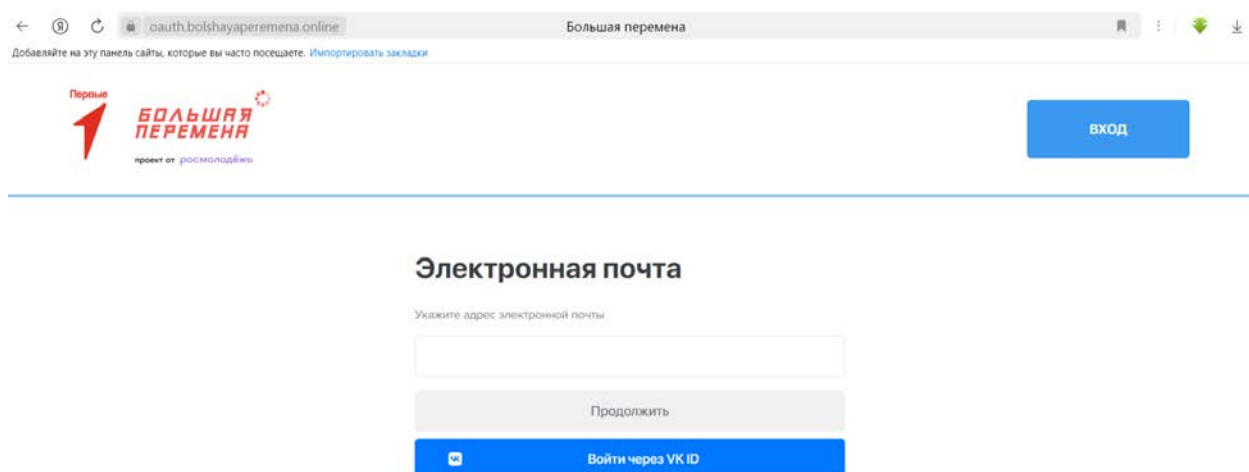 oauth.bolshayaperemena.online Большая перемена
Добавляйте на эту панель сайты, которые вы часто посещаете. Импортировать закладки
Первые
БОЛЬШАЯ
ПЕРЕМЕНА
проект от росмолодёжь
ВХОД
Электронная почта
Укажите адрес электронной почты
Продолжить
Войти через VK ID